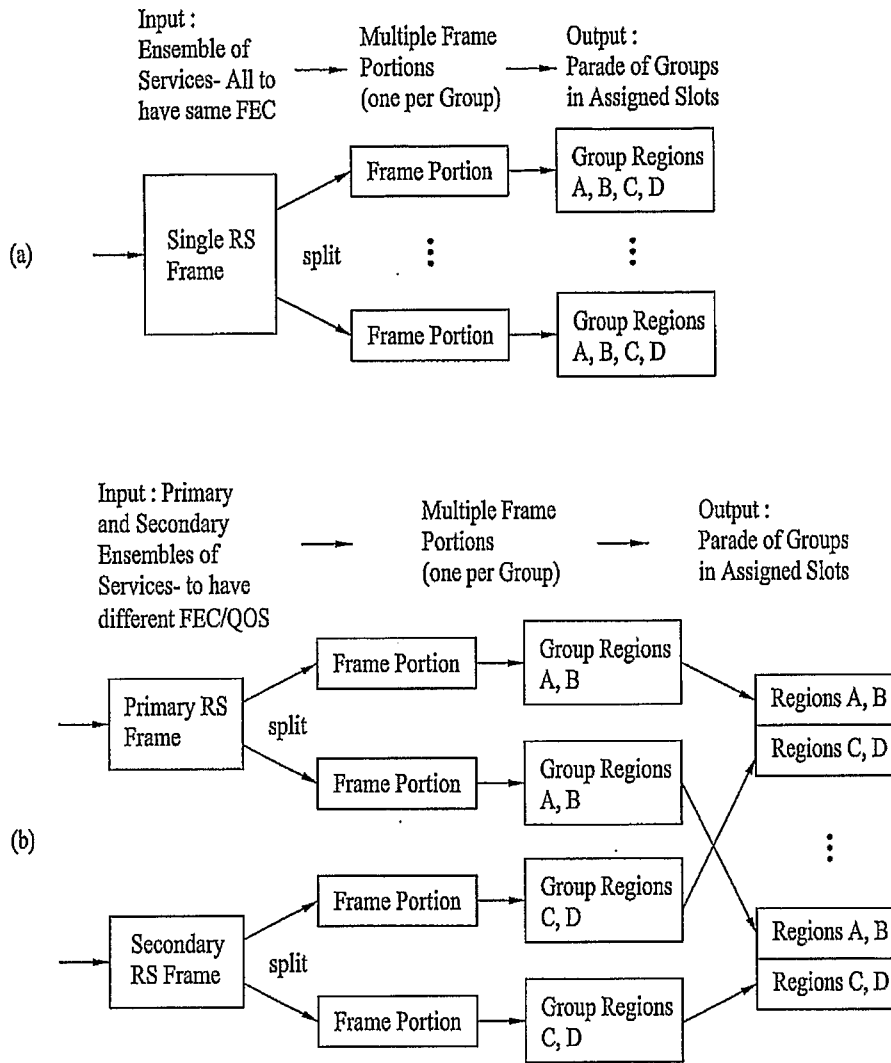 Input :
Ensemble of
Services- All to
have same FEC
Multiple Frame
Portions
(one per Group)
Output :
Parade of Groups
in Assigned Slots
(a)
Single RS
Frame
split
Frame Portion
Group Regions
A, B, C, D
Frame Portion
Group Regions
A, B, C, D
Input : Primary
and Secondary
Ensembles of
Services- to have
different FEC/QOS
Multiple Frame
Portions
(one per Group)
Output :
Parade of Groups
in Assigned Slots
(b)
Primary RS
Frame
split
Frame Portion
Group Regions
A, B
Frame Portion
Group Regions
A, B
Regions A, B
Regions C, D
Secondary
RS Frame
split
Frame Portion
Group Regions
C, D
Frame Portion
Group Regions
C, D
Regions A, B
Regions C, D